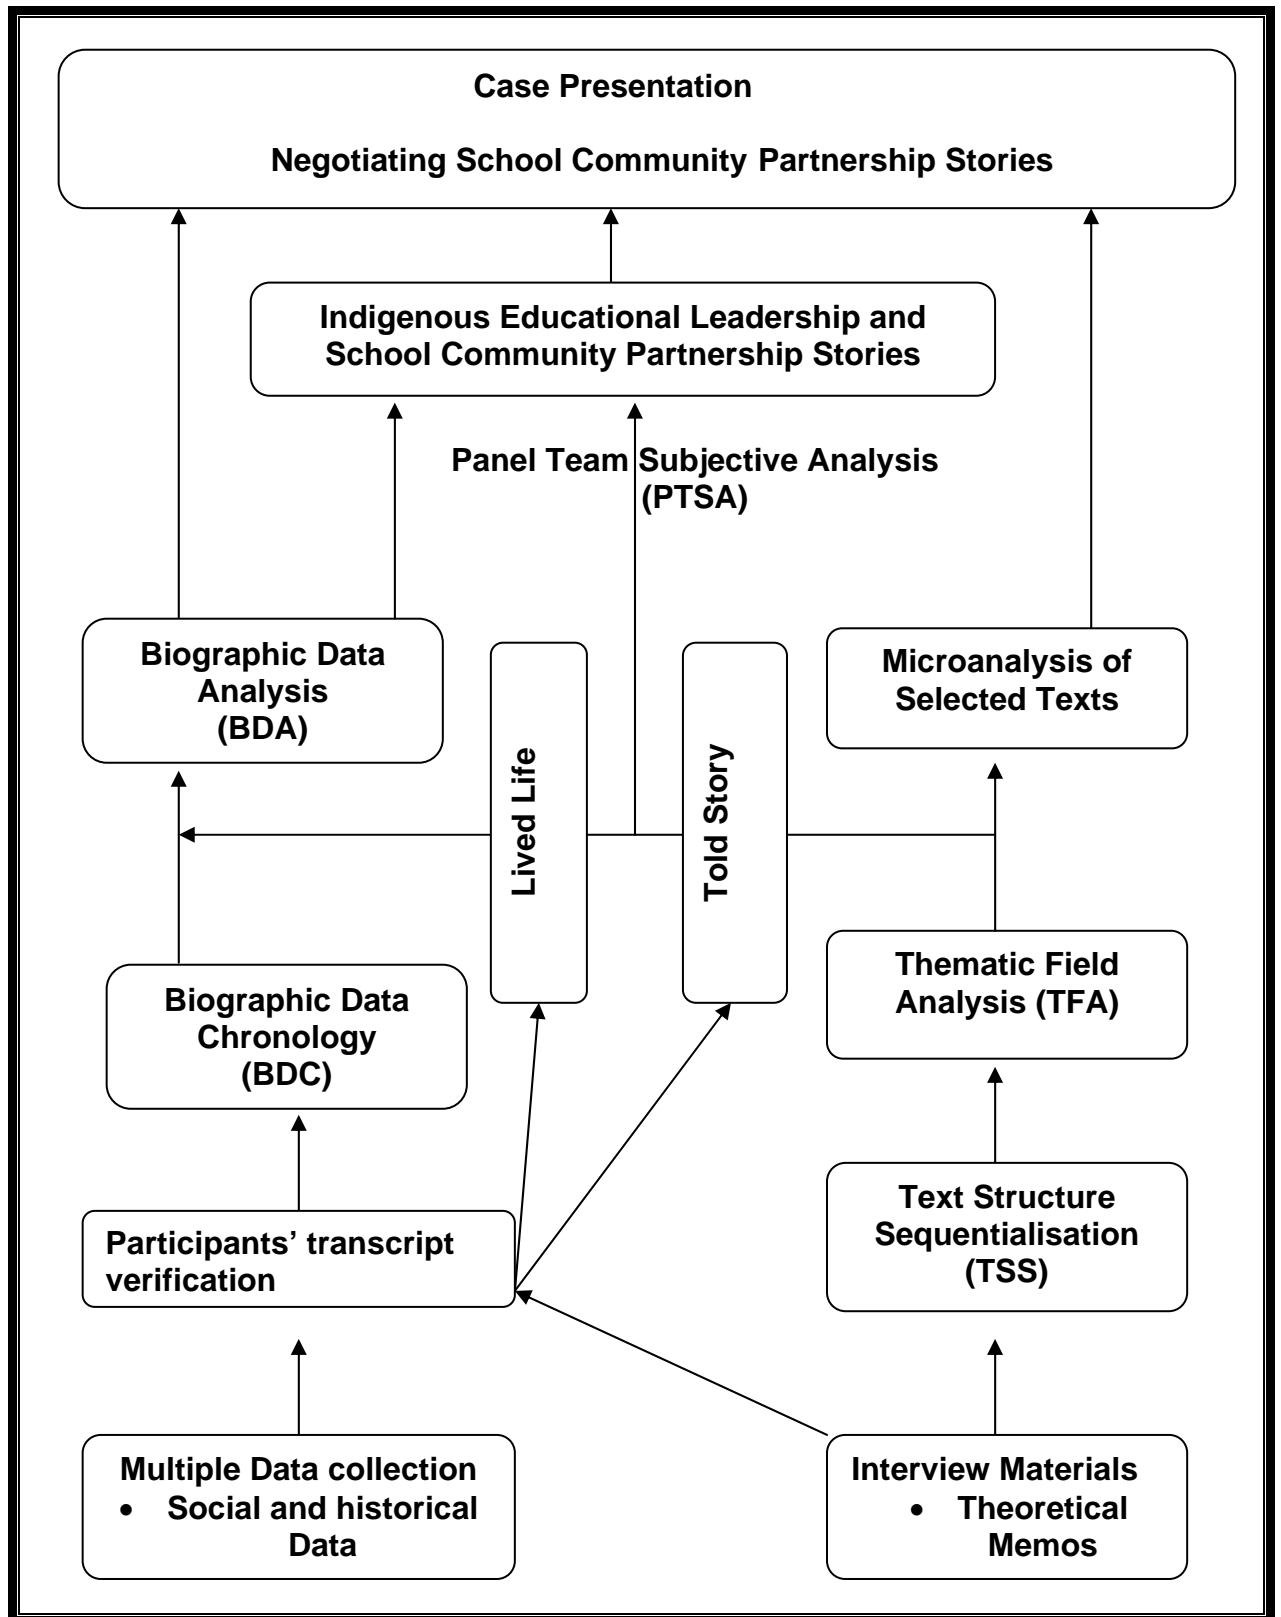 Case Presentation
Negotiating School Community Partnership Stories
Indigenous Educational Leadership and
School Community Partnership Stories
Panel Team Subjective Analysis
(PTSA)
Biographic Data
Analysis
(BDA)
Lived Life
Told Story
Microanalysis of
Selected Texts
Biographic Data
Chronology
(BDC)
Thematic Field
Analysis (TFA)
Participants’ transcript
verification
Text Structure
Sequentialisation
(TSS)
Multiple Data collection
• Social and historical
Data
Interview Materials
• Theoretical
Memos